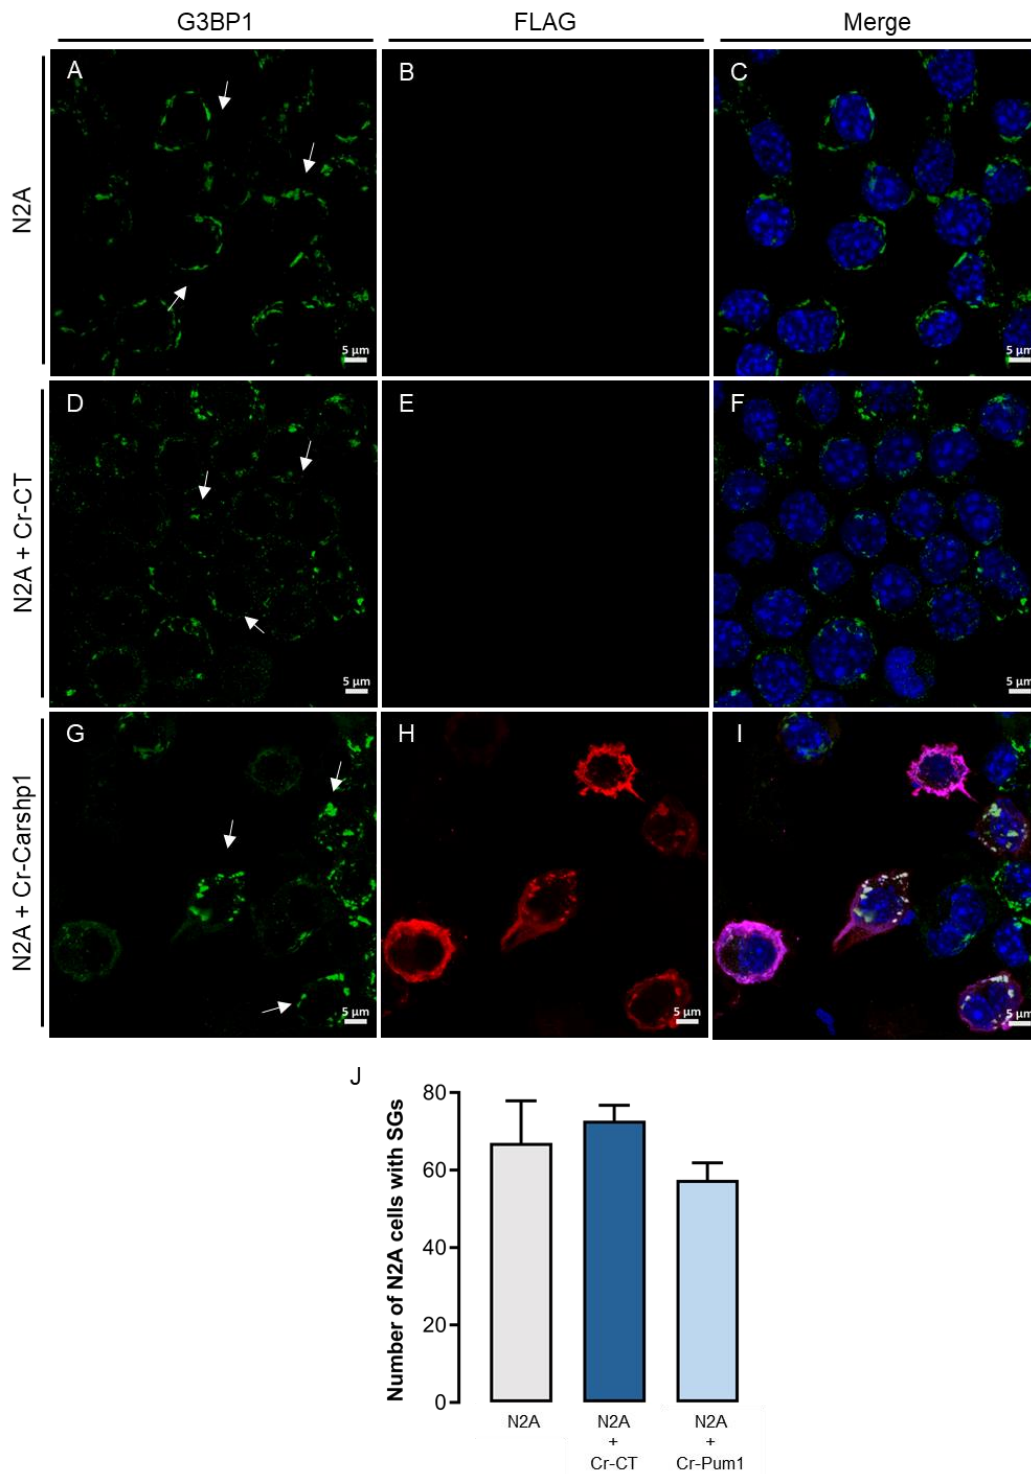 G3BP1 FLAG Merge
N2A
A B C
5 µm 5 µm
N2A + Cr-CT
D E F
5 µm 5 µm
N2A + Cr-Carshp1
G H I
5 µm 5 µm 5 µm
J
Number of N2A cells with SGs
80
60
40
20
0
N2A N2A N2A
+ +
Cr-CT Cr-Pum1